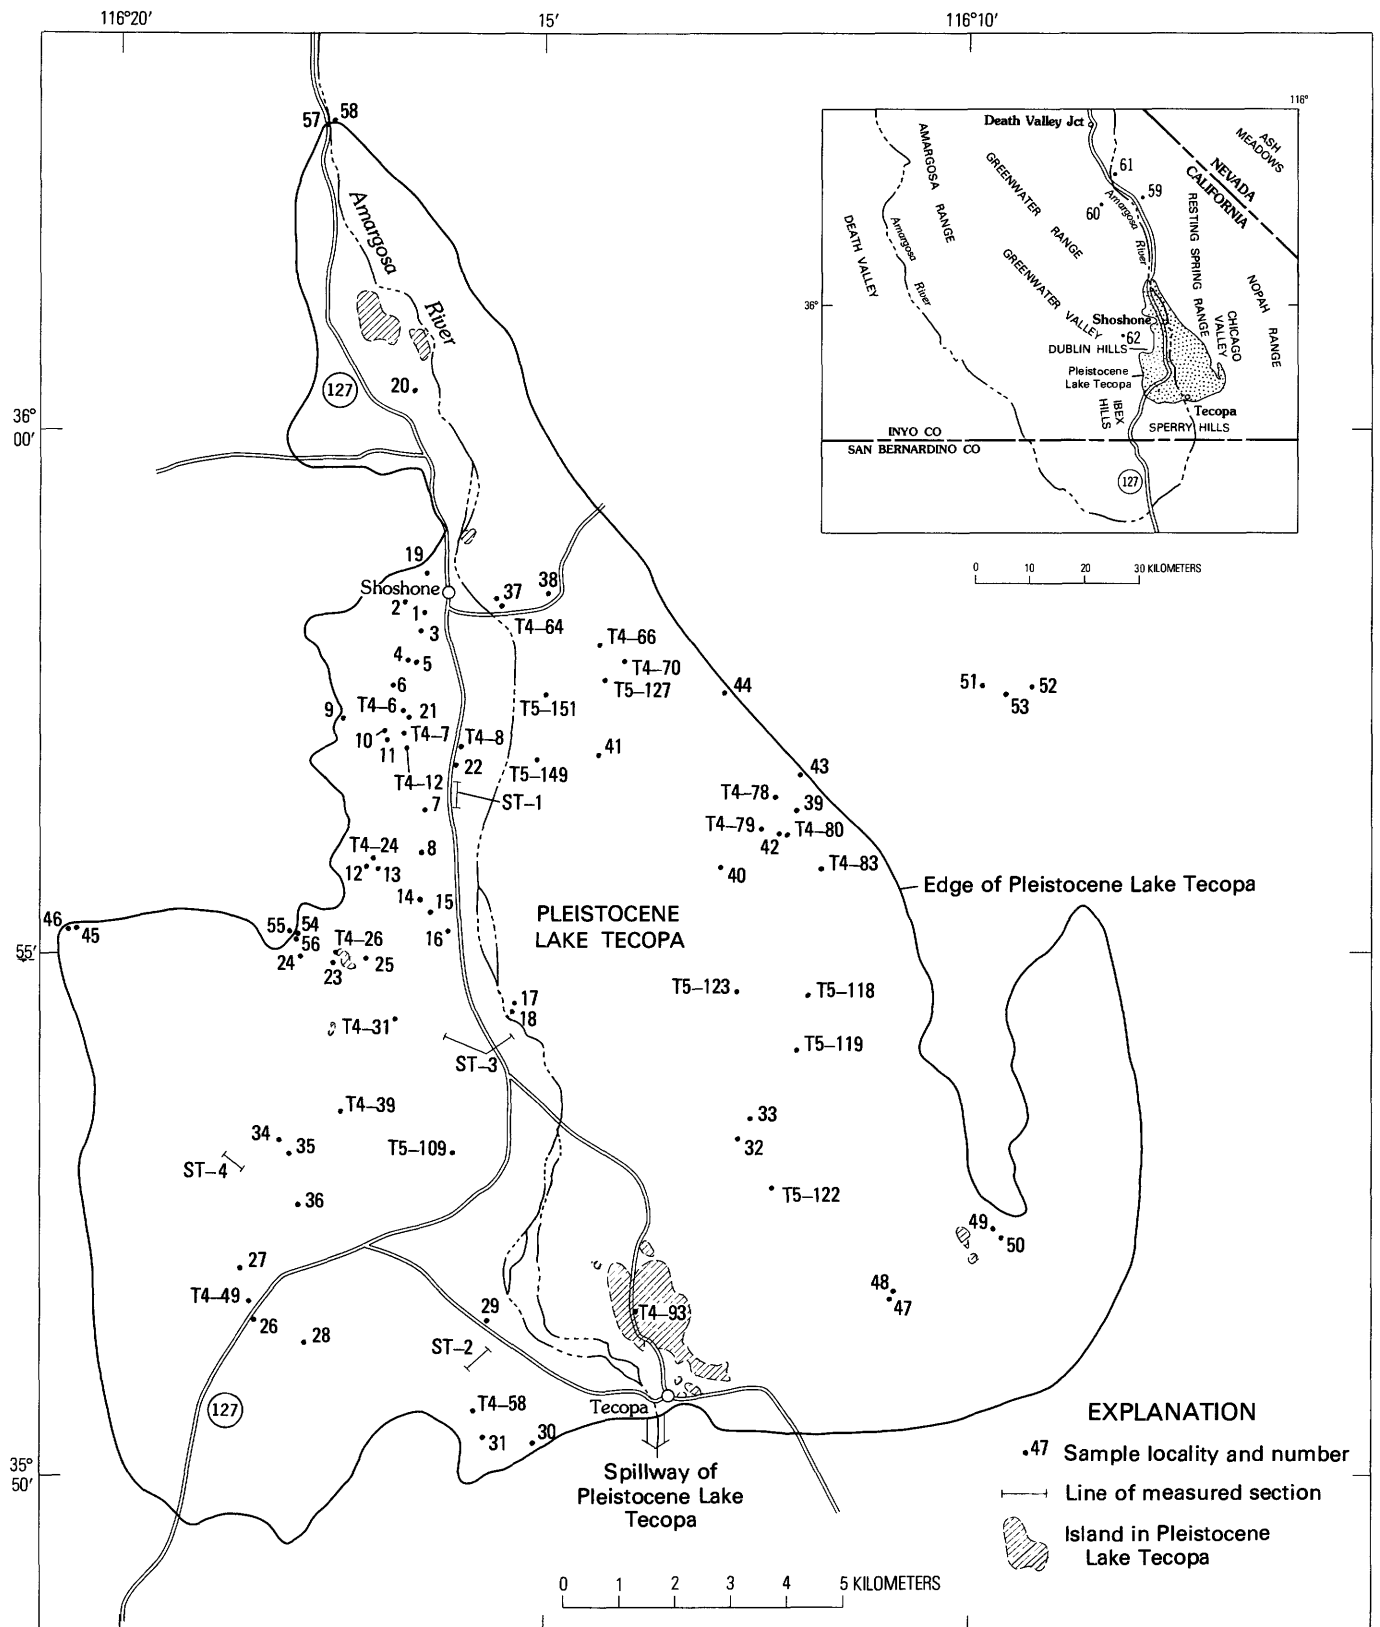 116°20′
15′
116°10′
58
57
Amargosa
River
127
20
36°
00′
116°
Death Valley Jct
ASH
MEADOWS
AMARGOSA RANGE
GREENWATER RANGE
61
59
60
NEVADA
CALIFORNIA
Amargosa
River
RESTING SPRING RANGE
DEATH VALLEY
Amargosa
River
GREENWATER VALLEY
NOPAH RANGE
36°
Shoshone
CHICAGO
VALLEY
62
DUBLIN HILLS
Pleistocene
Lake Tecopa
IBEX
HILLS
Tecopa
SPERRY HILLS
INYO CO
SAN BERNARDINO CO
127
0 10 20 30 KILOMETERS
19
Shoshone
2
1
3
37
38
T4–64
4
5
T4–66
T4–70
T5–127
6
44
51
52
53
T4–6
21
9
T5–151
10
T4–7
11
T4–8
41
22
T5–149
T4–12
43
ST–1
7
T4–78
39
T4–79
T4–80
42
T4–24
8
12
13
40
T4–83
Edge of Pleistocene Lake Tecopa
14
15
PLEISTOCENE
LAKE TECOPA
46
45
55
54
56
16
T4–26
55′
24
23
25
T5–123
T5–118
17
18
T4–31
T5–119
ST–3
T4–39
33
34
35
T5–109
32
ST–4
36
T5–122
49
50
27
48
47
T4–49
26
28
29
T4–93
ST–2
127
T4–58
Tecopa
31
30
35°
50′
Spillway of
Pleistocene Lake
Tecopa
EXPLANATION
47 Sample locality and number
Line of measured section
Island in Pleistocene
Lake Tecopa
0 1 2 3 4 5 KILOMETERS